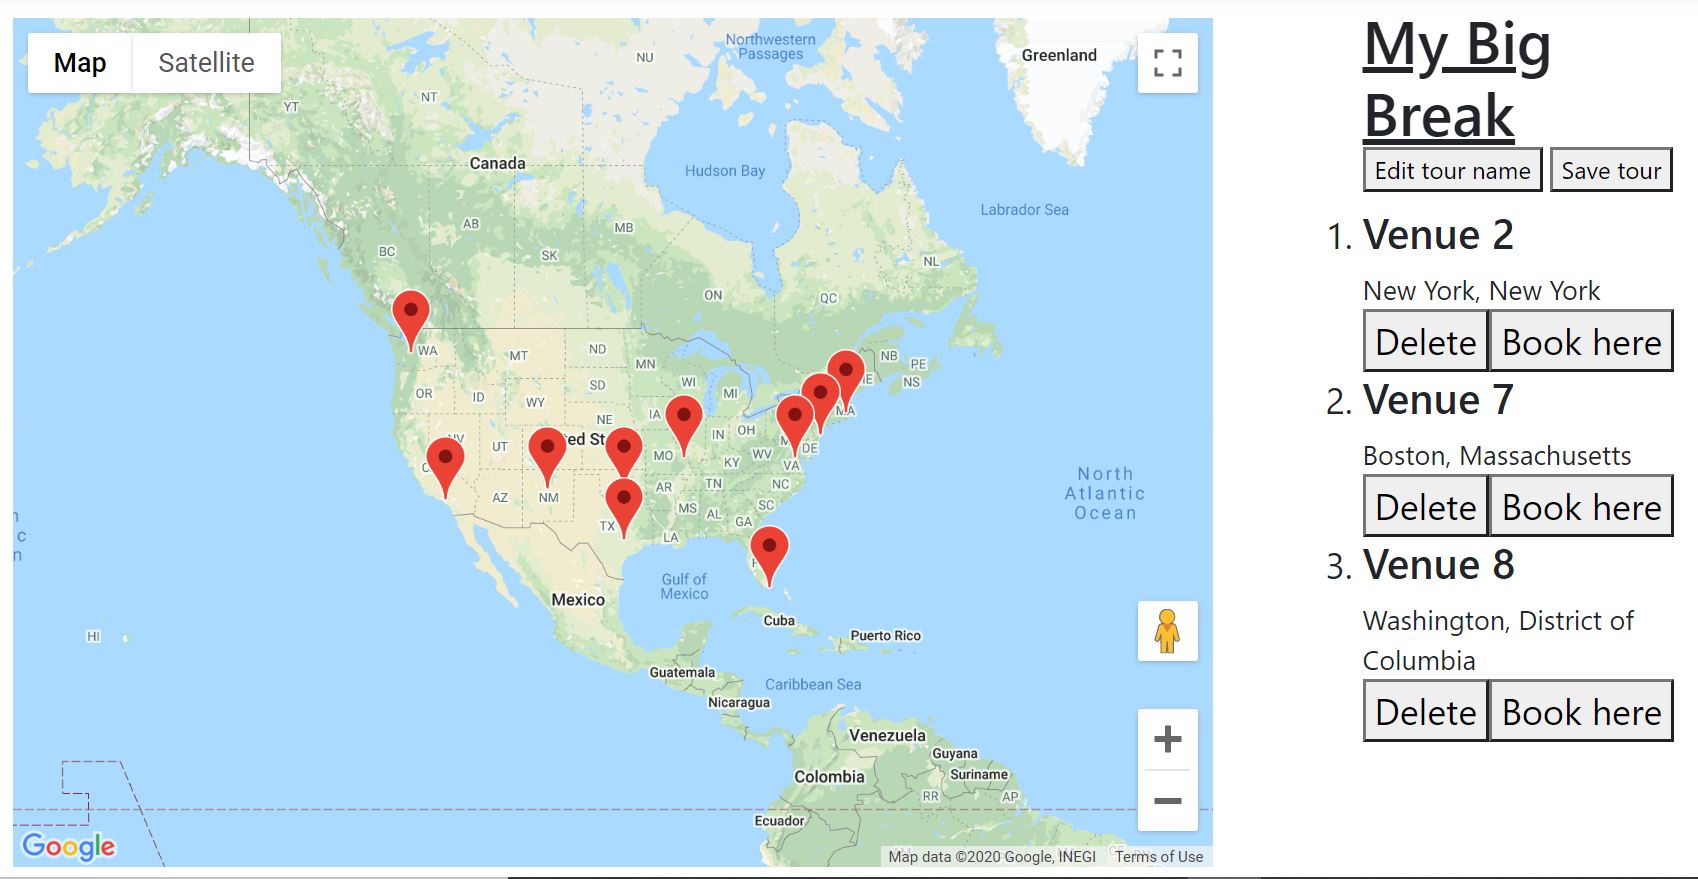 Map
Satellite
Northwestern
Passages
NU
Greenland
YT
NT
Canada
Hudson Bay
Labrador Sea
AB
MB
BC
SK
NL
ON
QC
WA
MT
ND
MN
NB
PE
NS
OR
ID
SD
WI
MI
WY
MA
NE
IA
NV
UT
ed St
IN
OH
DE
MO
KY
WV
VA
AZ
NM
AR
TN
NC
MS
AL
SC
TX
GA
LA
North
Atlantic
Ocean
Gulf of
Mexico
Mexico
Cuba
HI
Puerto Rico
Guatemala
Caribbean Sea
Nicaragua
Venezuela
Guyana
Colombia
Suriname
RR
AP
Ecuador
Google
Map data ©2020 Google, INEGI
Terms of Use
My Big
Break
Edit tour name
Save tour
1. Venue 2
New York, New York
Delete
Book here
2. Venue 7
Boston, Massachusetts
Delete
Book here
3. Venue 8
Washington, District of
Columbia
Delete
Book here